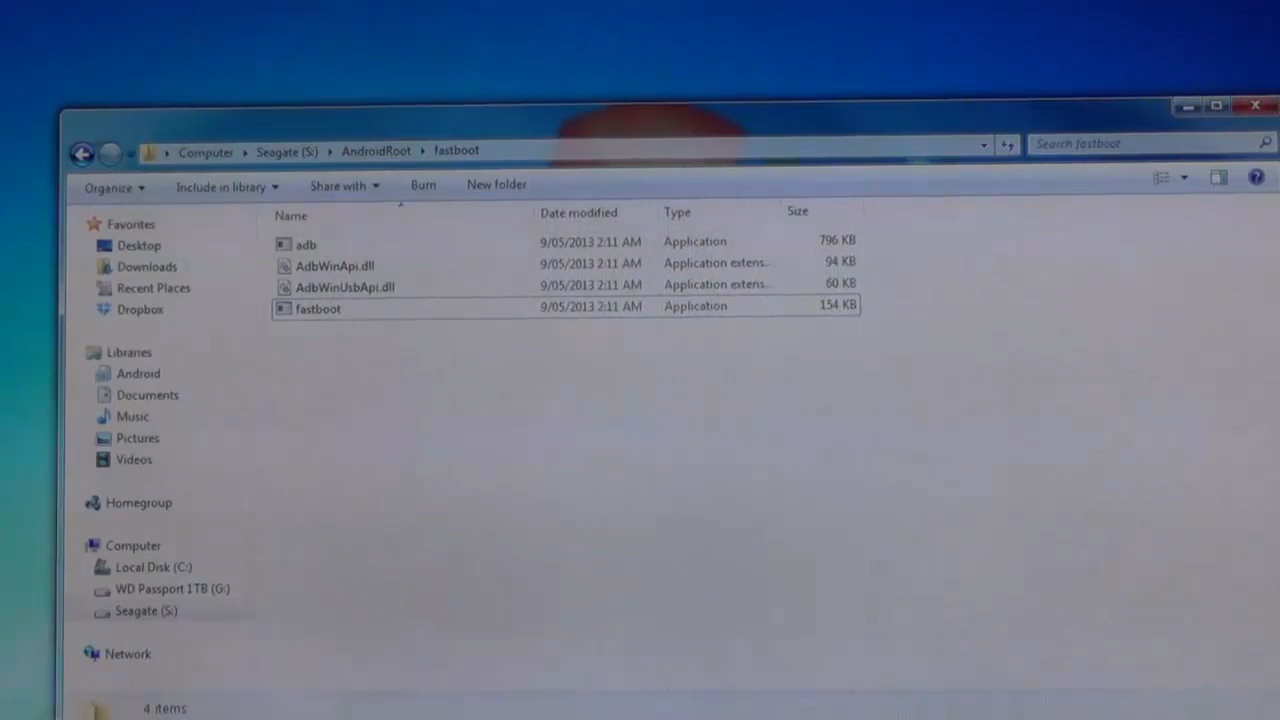 Computer Seagate (S:) AndroidRoot fastboot Search fastboot
Organize Include in library Share with Burn New folder
Name Date modified Type Size
adb 9/05/2013 2:11 AM Application 796 KB
AdbWinApi.dll 9/05/2013 2:11 AM Application extens... 94 KB
AdbWinUsbApi.dll 9/05/2013 2:11 AM Application extens... 60 KB
fastboot 9/05/2013 2:11 AM Application 154 KB
Favorites
Desktop
Downloads
Recent Places
Dropbox
Libraries
Android
Documents
Music
Pictures
Videos
Homegroup
Computer
Local Disk (C:)
WD Passport 1TB (G:)
Seagate (S:)
Network
4 items